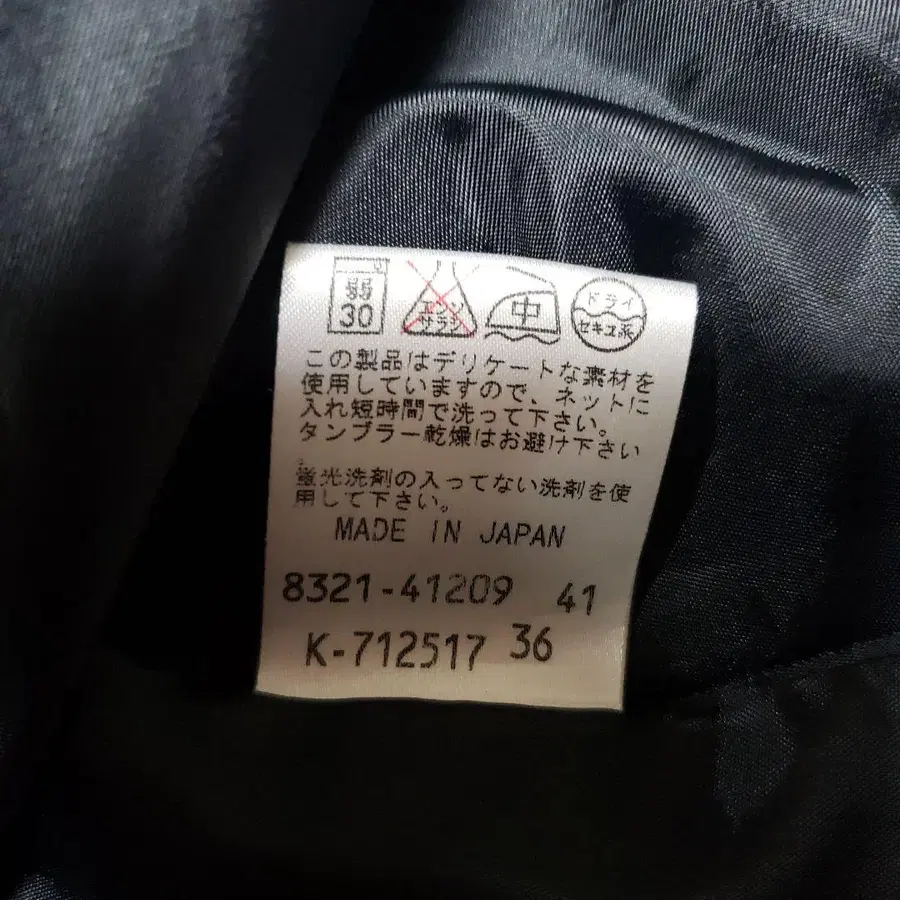 弱
30
エンソ
サラシ
中
ドライ
セキユ系
この製品はデリケートな素材を
使用していますので、ネットに
入れ短時間で洗って下さい。
タンブラー乾燥はお避け下さい
。
蛍光洗剤の入ってない洗剤を使
用して下さい。
MADE IN JAPAN
8321-41209 41
K-712517 36